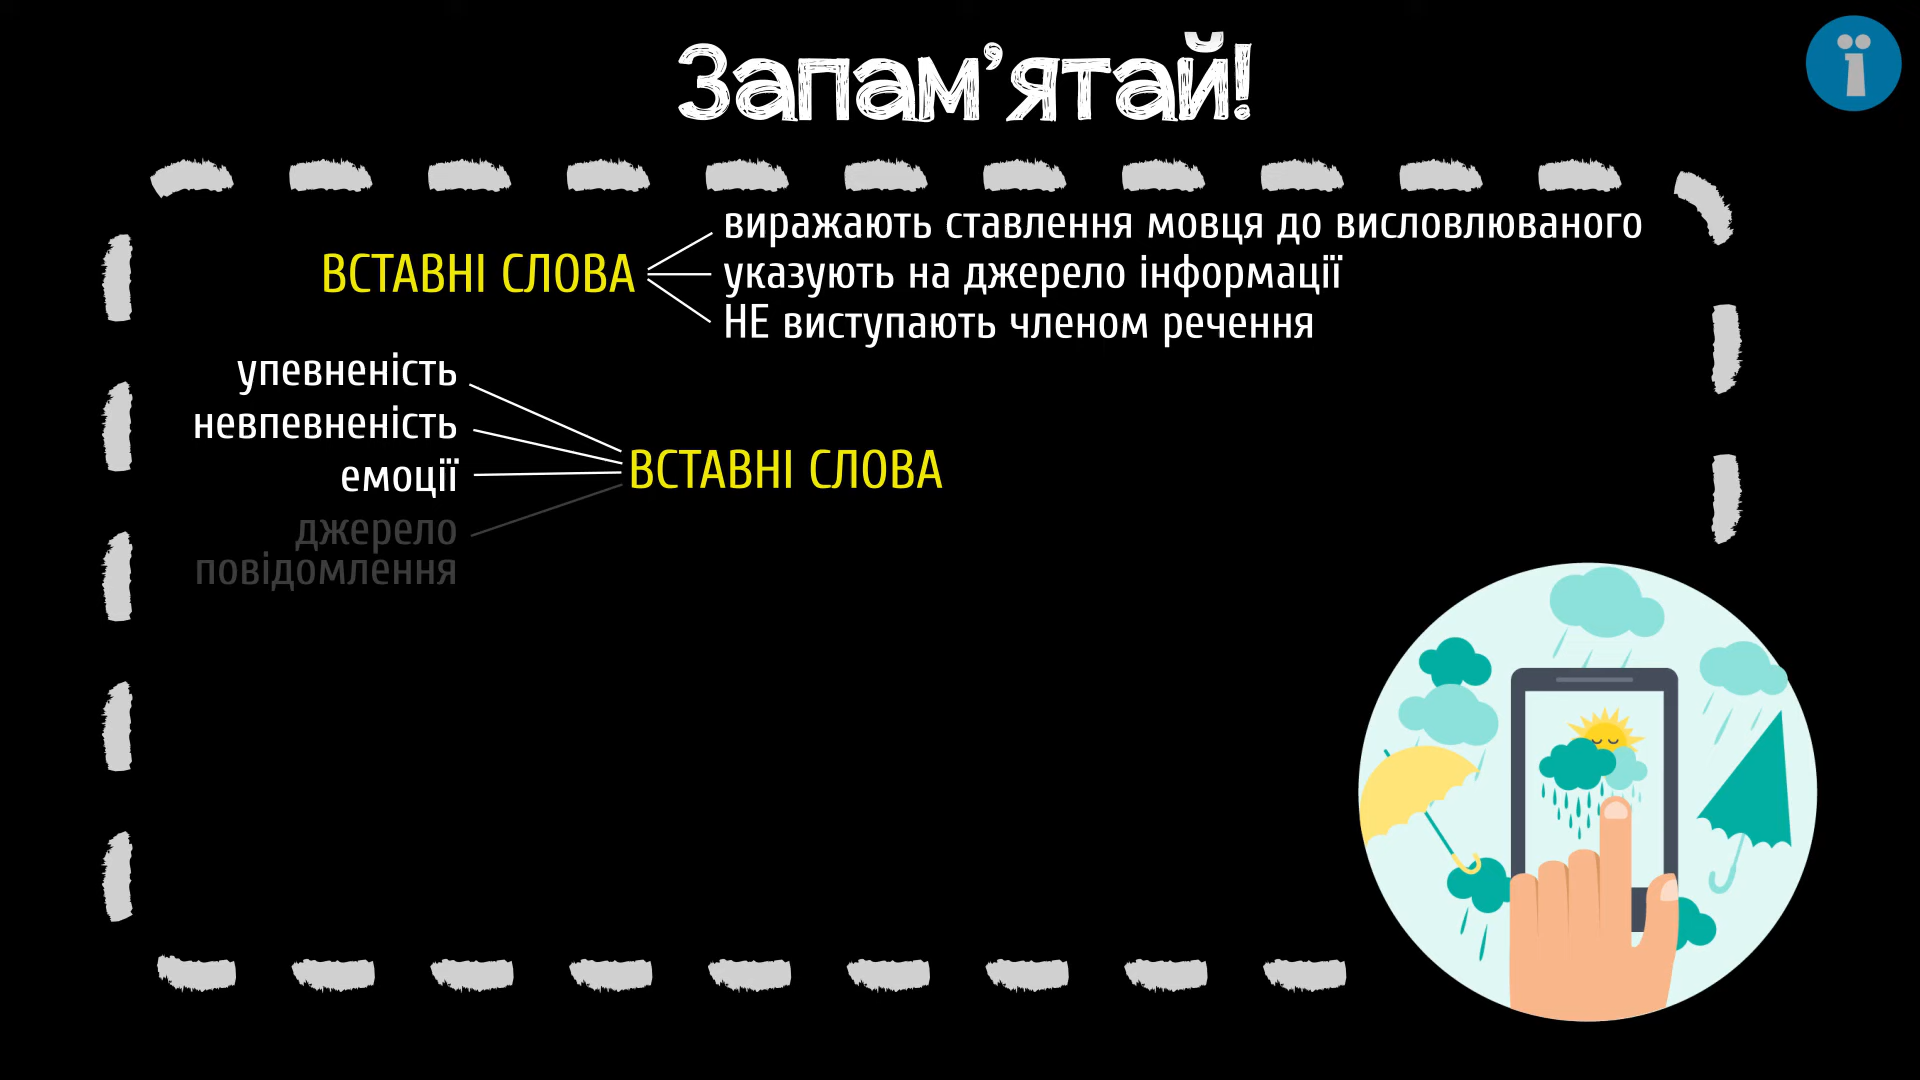 Запам’ятай!
ї
ВСТАВНІ СЛОВА
виражають ставлення мовця до висловлюваного
указують на джерело інформації
НЕ виступають членом речення
упевненість
невпевненість
емоції
джерело
повідомлення
ВСТАВНІ СЛОВА